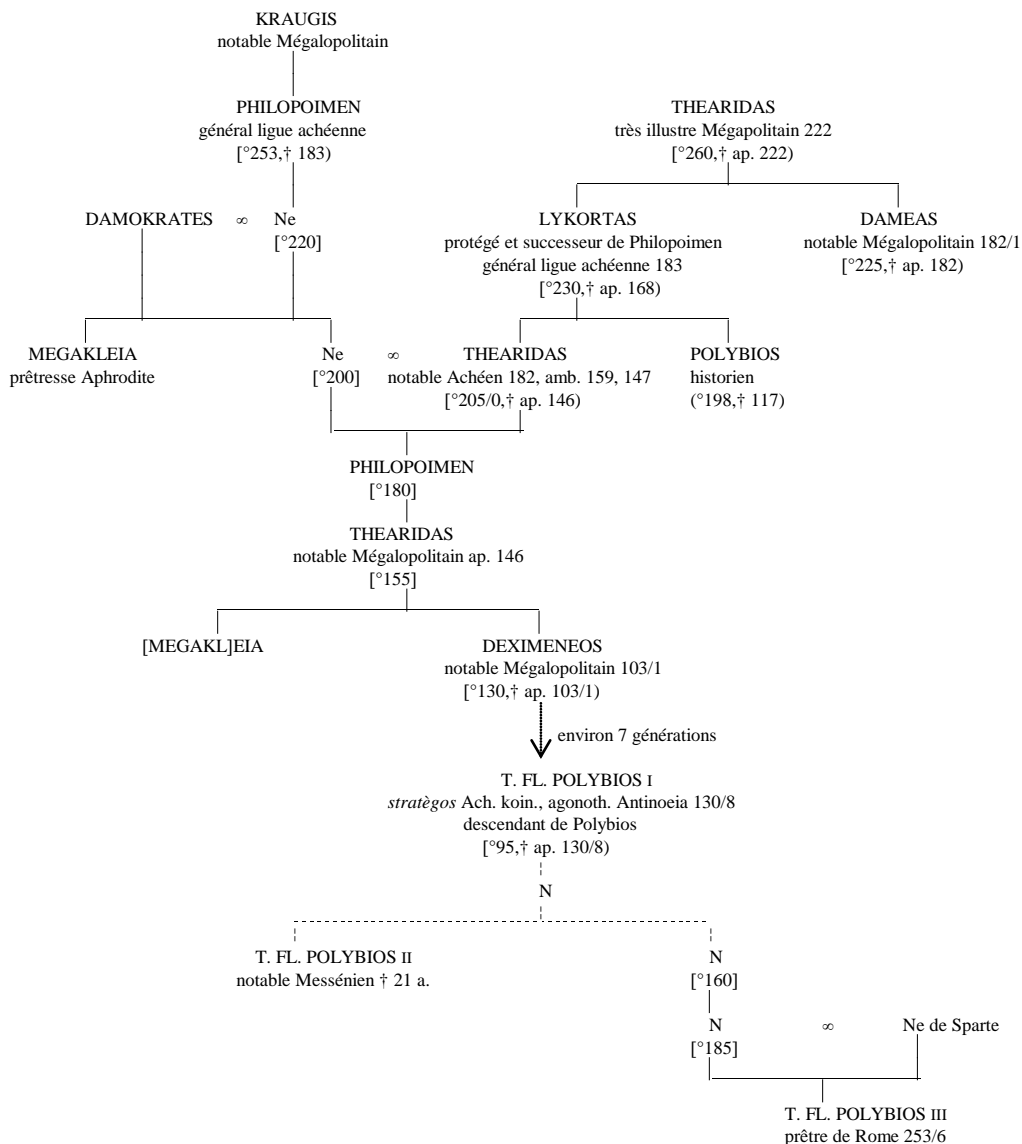 KRAUGIS
notable Mégalopolitain
PHILOPOIMEN
général ligue achéenne
[°253,† 183)
THEARIDAS
très illustre Mégapolitain 222
[°260,† ap. 222)
DAMOKRATES ∞ Ne
[°220]
LYKORTAS
protégé et successeur de Philopoimen
général ligue achéenne 183
[°230,† ap. 168)
DAMEAS
notable Mégalopolitain 182/1
[°225,† ap. 182)
MEGAKLEIA
prêtresse Aphrodite
Ne ∞ THEARIDAS
[°200] notable Achéen 182, amb. 159, 147
[°205/0,† ap. 146)
POLYBIOS
historien
(°198,† 117)
PHILOPOIMEN
[°180]
THEARIDAS
notable Mégalopolitain ap. 146
[°155]
[MEGAKL]EIA
DEXIMENEOS
notable Mégalopolitain 103/1
[°130,† ap. 103/1)
environ 7 générations
T. FL. POLYBIOS I
stratègos Ach. koin., agonoth. Antinoeia 130/8
descendant de Polybios
[°95,† ap. 130/8)
N
T. FL. POLYBIOS II
notable Messénien † 21 a.
N
[°160]
N ∞ Ne de Sparte
[°185]
T. FL. POLYBIOS III
prêtre de Rome 253/6